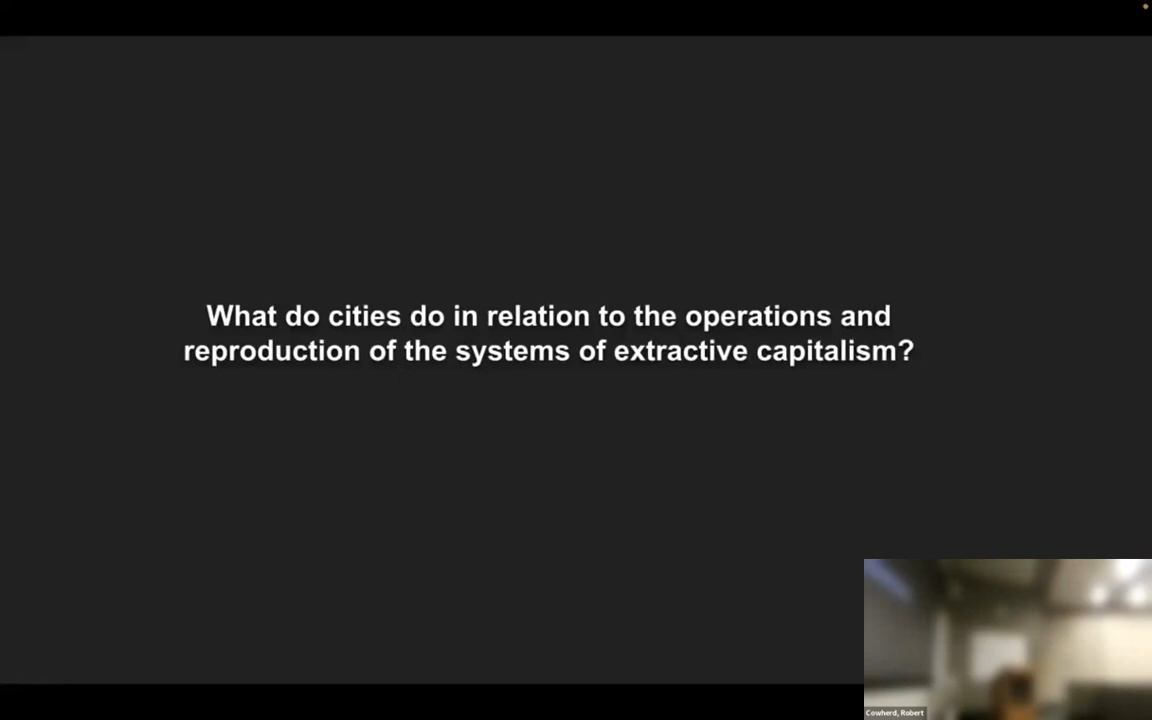 What do cities do in relation to the operations and
reproduction of the systems of extractive capitalism?
Cowherd, Robert